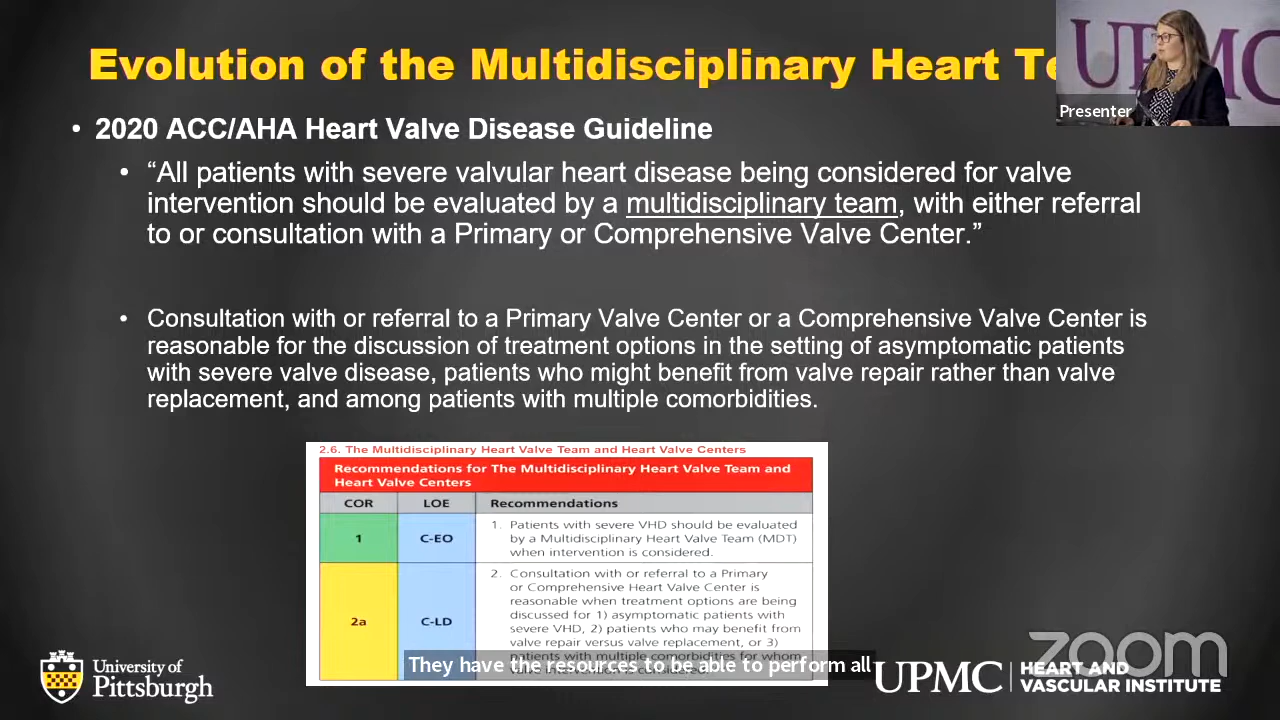 Evolution of the Multidisciplinary Heart Te
UPMC
Presenter
• 2020 ACC/AHA Heart Valve Disease Guideline
• “All patients with severe valvular heart disease being considered for valve
intervention should be evaluated by a multidisciplinary team, with either referral
to or consultation with a Primary or Comprehensive Valve Center.”
• Consultation with or referral to a Primary Valve Center or a Comprehensive Valve Center is
reasonable for the discussion of treatment options in the setting of asymptomatic patients
with severe valve disease, patients who might benefit from valve repair rather than valve
replacement, and among patients with multiple comorbidities.
2.6. The Multidisciplinary Heart Valve Team and Heart Valve Centers
Recommendations for The Multidisciplinary Heart Valve Team and
Heart Valve Centers
COR LOE Recommendations
1 C-EO 1. Patients with severe VHD should be evaluated
by a Multidisciplinary Heart Valve Team (MDT)
when intervention is considered.
2a C-LD 2. Consultation with or referral to a Primary
or Comprehensive Heart Valve Center is
reasonable when treatment options are being
discussed for 1) asymptomatic patients with
severe VHD, 2) patients who may benefit from
valve repair versus valve replacement, or 3)
patients with multiple comorbidities for whom
valve intervention is considered.
They have the resources to be able to perform all
University of
Pittsburgh
UPMC HEART AND
VASCULAR INSTITUTE
zoom